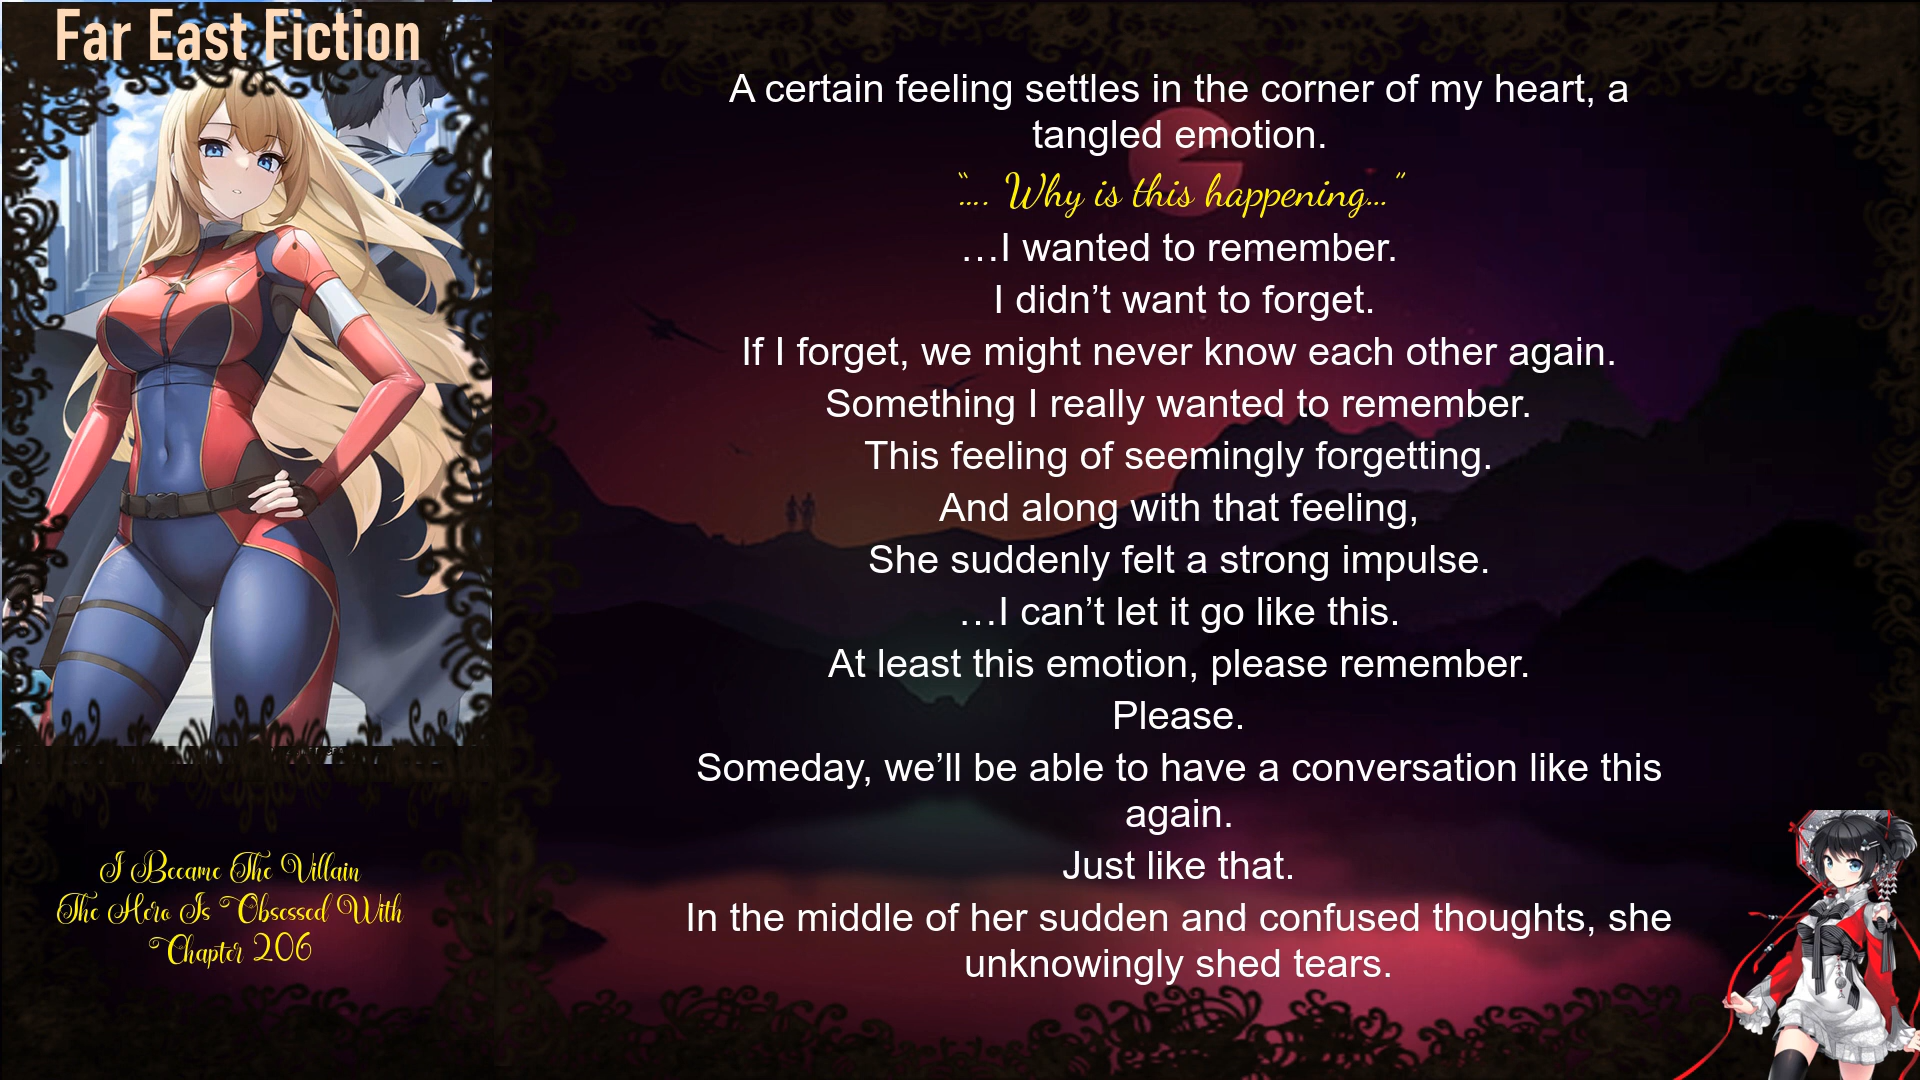 Far East Fiction
A certain feeling settles in the corner of my heart, a
tangled emotion.
“.... Why is this happening...”
…I wanted to remember.
I didn’t want to forget.
If I forget, we might never know each other again.
Something I really wanted to remember.
This feeling of seemingly forgetting.
And along with that feeling,
She suddenly felt a strong impulse.
…I can’t let it go like this.
At least this emotion, please remember.
Please.
Someday, we’ll be able to have a conversation like this
again.
Just like that.
In the middle of her sudden and confused thoughts, she
unknowingly shed tears.
I Became The Villain
The Hero Is Obsessed With
Chapter 206